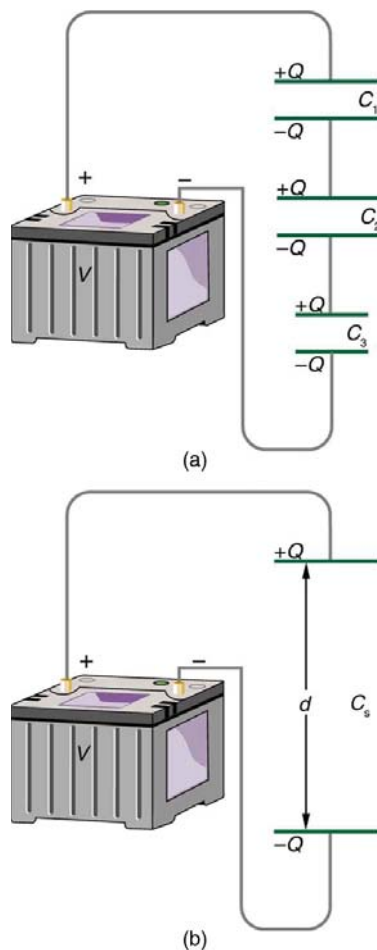 +Q
C₁
−Q
+ −
+Q
C₂
−Q
V
+Q
C₃
−Q
(a)
+Q
+ −
d
Cₛ
V
−Q
(b)